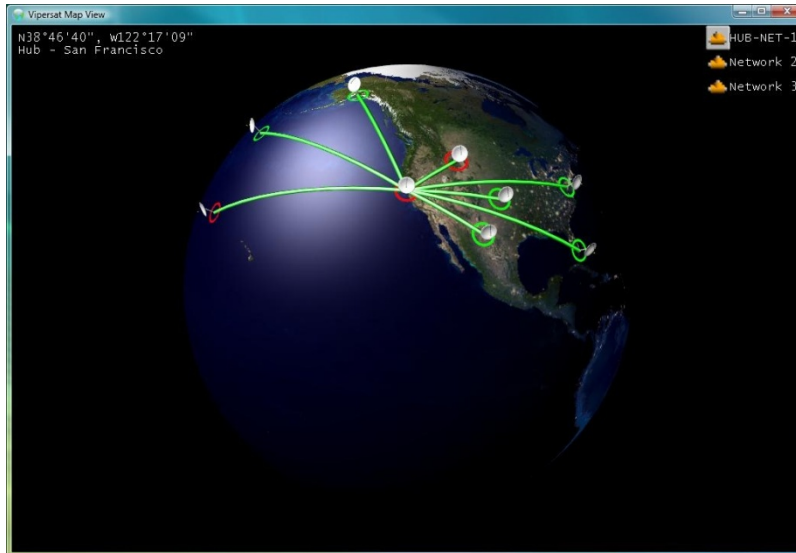 Vipersat Map View
N38°46'40", W122°17'09"
Hub - San Francisco
HUB-NET-1
Network 2
Network 3